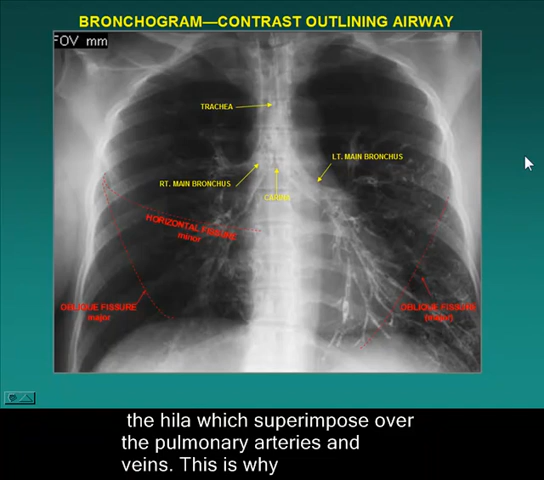 BRONCHOGRAM—CONTRAST OUTLINING AIRWAY
FOV mm
TRACHEA
LT. MAIN BRONCHUS
RT. MAIN BRONCHUS
CARINA
HORIZONTAL FISSURE
minor
OBLIQUE FISSURE
major
OBLIQUE FISSURE
(major)
the hila which superimpose over
the pulmonary arteries and
veins. This is why